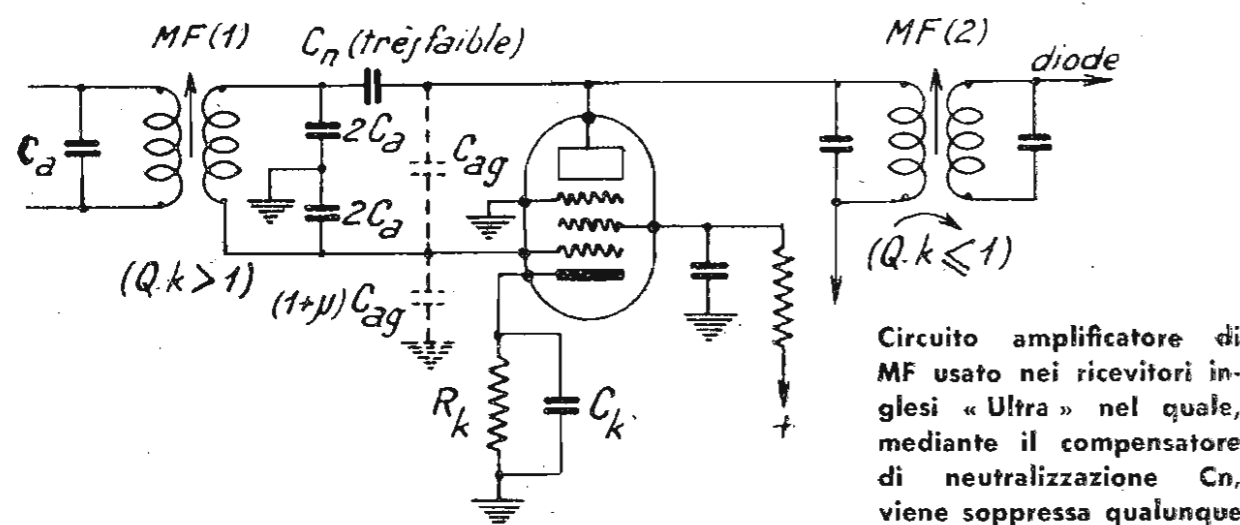 MF(1)
Cn (très faible)
MF(2)
diode
Ca
2Ca
Cag
2Ca
(Q.k > 1)
(1+μ) Cag
(Q.k ⩽ 1)
Rk
Ck
+
Circuito amplificatore di
MF usato nei ricevitori in-
glesi « Ultra » nel quale,
mediante il compensatore
di neutralizzazione Cn,
viene soppressa qualunque